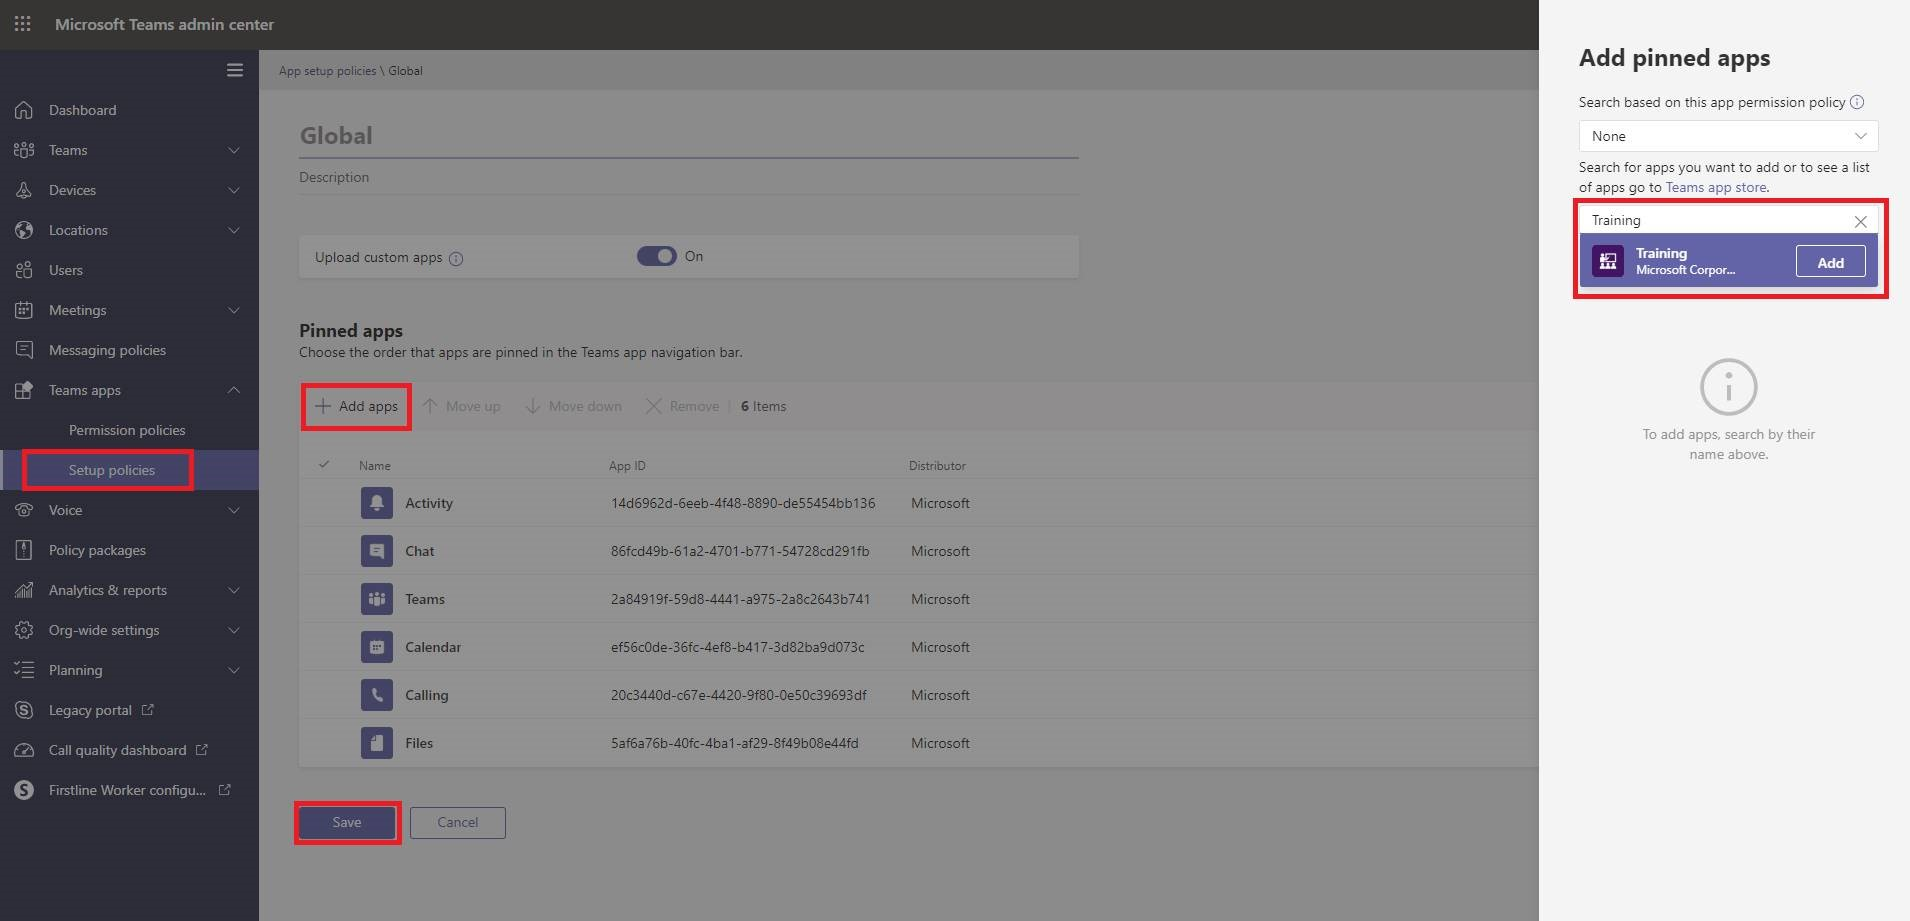 Microsoft Teams admin center
Dashboard
Teams
Devices
Locations
Users
Meetings
Messaging policies
Teams apps
Permission policies
Setup policies
Voice
Policy packages
Analytics & reports
Org-wide settings
Planning
Legacy portal
Call quality dashboard
Firstline Worker configu...
App setup policies \ Global
Global
Description
Upload custom apps
On
Pinned apps
Choose the order that apps are pinned in the Teams app navigation bar.
Add apps Move up Move down Remove | 6 Items
Name App ID Distributor
Activity 14d6962d-6eeb-4f48-8890-de55454bb136 Microsoft
Chat 86fcd49b-61a2-4701-b771-54728cd291fb Microsoft
Teams 2a84919f-59d8-4441-a975-2a8c2643b741 Microsoft
Calendar ef56c0de-36fc-4ef8-b417-3d82ba9d073c Microsoft
Calling 20c3440d-c67e-4420-9f80-0e50c39693df Microsoft
Files 5af6a76b-40fc-4ba1-af29-8f49b08e44fd Microsoft
Save Cancel
Add pinned apps
Search based on this app permission policy
None
Search for apps you want to add or to see a list
of apps go to Teams app store.
Training
Training
Microsoft Corpor...
Add
To add apps, search by their
name above.